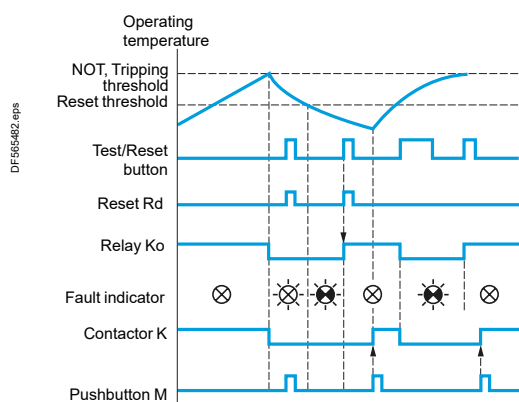 Operating
temperature
NOT, Tripping
threshold
Reset threshold
DF565482.eps
Test/Reset
button
Reset Rd
Relay Ko
Fault indicator
Contactor K
Pushbutton M